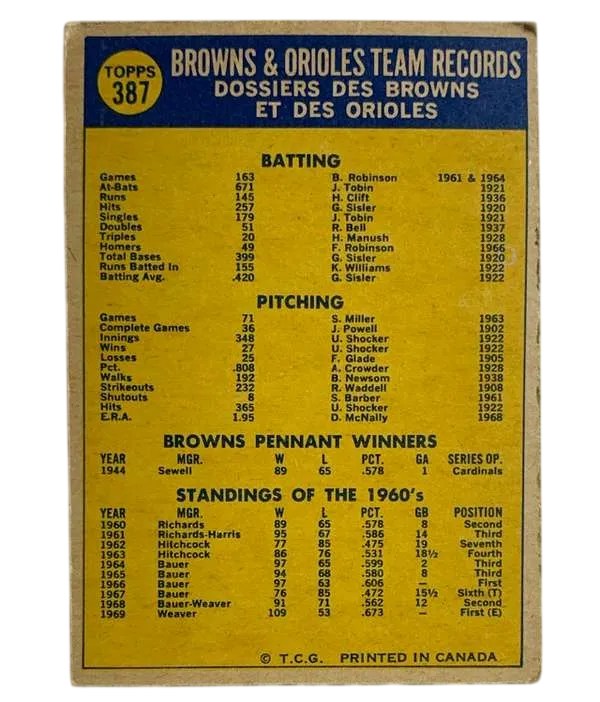 TOPPS
387
BROWNS & ORIOLES TEAM RECORDS
DOSSIERS DES BROWNS
ET DES ORIOLES
BATTING
Games 163 B. Robinson 1961 & 1964
At-Bats 671 J. Tobin 1921
Runs 145 H. Clift 1936
Hits 257 G. Sisler 1920
Singles 179 J. Tobin 1921
Doubles 51 R. Bell 1937
Triples 20 H. Manush 1928
Homers 49 F. Robinson 1966
Total Bases 399 G. Sisler 1920
Runs Batted In 155 K. Williams 1922
Batting Avg. .420 G. Sisler 1922
PITCHING
Games 71 S. Miller 1963
Complete Games 36 J. Powell 1902
Innings 348 U. Shocker 1922
Wins 27 U. Shocker 1922
Losses 25 F. Glade 1905
Pct. .808 A. Crowder 1928
Walks 192 B. Newsom 1938
Strikeouts 232 R. Waddell 1908
Shutouts 8 S. Barber 1961
Hits 365 U. Shocker 1922
E.R.A. 1.95 D. McNally 1968
BROWNS PENNANT WINNERS
YEAR MGR. W L PCT. GA SERIES OP.
1944 Sewell 89 65 .578 1 Cardinals
STANDINGS OF THE 1960's
YEAR MGR. W L PCT. GB POSITION
1960 Richards 89 65 .578 8 Second
1961 Richards-Harris 95 67 .586 14 Third
1962 Hitchcock 77 85 .475 19 Seventh
1963 Hitchcock 86 76 .531 18½ Fourth
1964 Bauer 97 65 .599 2 Third
1965 Bauer 94 68 .580 8 Third
1966 Bauer 97 63 .606 — First
1967 Bauer 76 85 .472 15½ Sixth (T)
1968 Bauer-Weaver 91 71 .562 12 Second
1969 Weaver 109 53 .673 — First (E)
© T.C.G. PRINTED IN CANADA